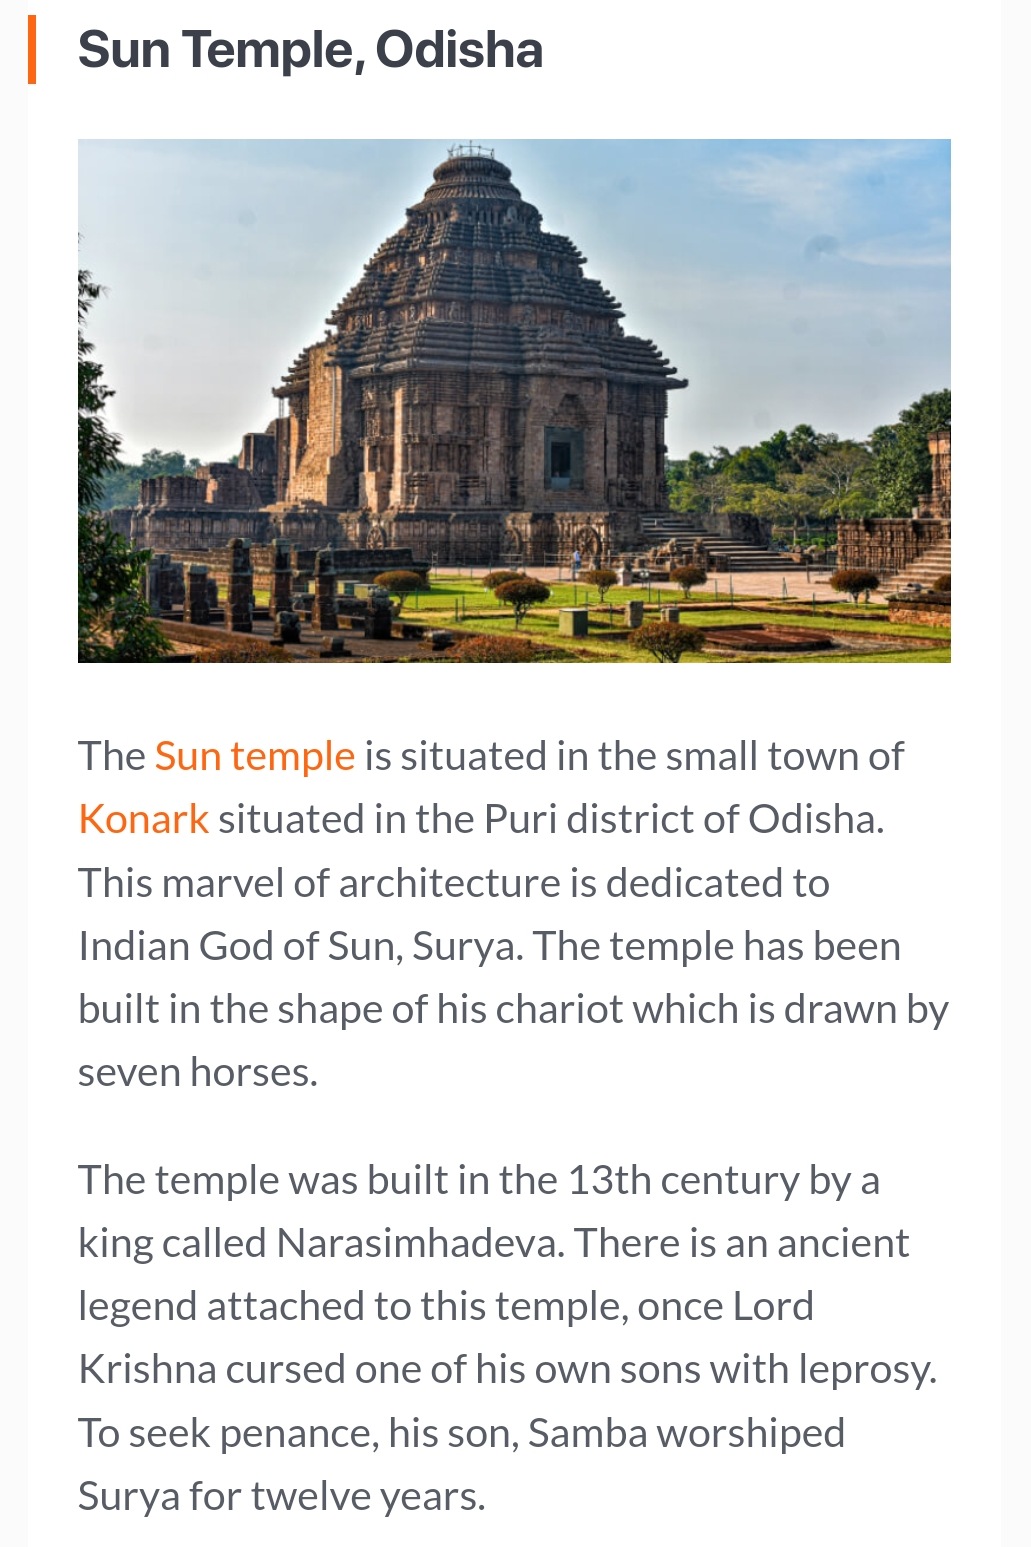 Sun Temple, Odisha
The Sun temple is situated in the small town of
Konark situated in the Puri district of Odisha.
This marvel of architecture is dedicated to
Indian God of Sun, Surya. The temple has been
built in the shape of his chariot which is drawn by
seven horses.
The temple was built in the 13th century by a
king called Narasimhadeva. There is an ancient
legend attached to this temple, once Lord
Krishna cursed one of his own sons with leprosy.
To seek penance, his son, Samba worshiped
Surya for twelve years.